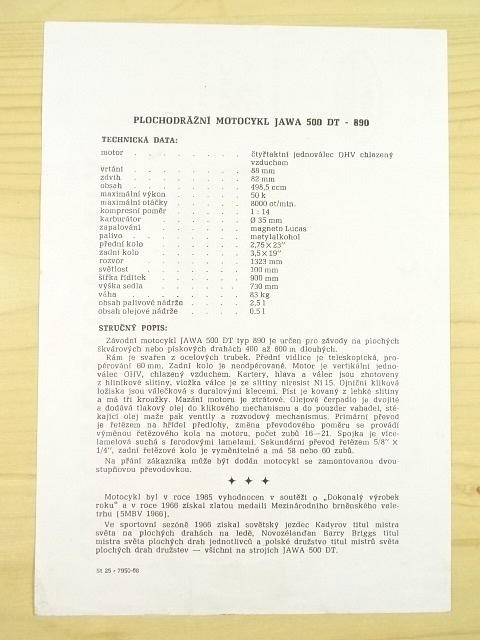 PLOCHODRÁŽNÍ MOTOCYKL JAWA 500 DT - 890
TECHNICKÁ DATA:
motor . . . . . . . . čtyřtaktní jednoválec OHV chlazený
vzduchem
vrtání . . . . . . . . 88 mm
zdvih . . . . . . . . 82 mm
obsah . . . . . . . . 498,5 ccm
maximální výkon . . . . . 50 k
maximální otáčky . . . . . 8000 ot/min.
kompresní poměr . . . . . 1 : 14
karburátor . . . . . . Ø 35 mm
zapalování . . . . . . magneto Lucas
palivo . . . . . . . . metylalkohol
přední kolo . . . . . . 2,75 × 23"
zadní kolo . . . . . . 3,5 × 19"
rozvor . . . . . . . 1323 mm
světlost . . . . . . . 100 mm
šířka řídítek . . . . . . 900 mm
výška sedla . . . . . . 730 mm
váha . . . . . . . . 83 kg
obsah palivové nádrže . . . . 2,5 l
obsah olejové nádrže . . . . 0,5 l
STRUČNÝ POPIS:
Závodní motocykl JAWA 500 DT typ 890 je určen pro závody na plochých
škvárových nebo pískových drahách 400 až 600 m dlouhých.
Rám je svařen z ocelových trubek. Přední vidlice je teleskopická, pro-
pérování 60 mm. Zadní kolo je neodpérované. Motor je vertikální jedno-
válec OHV, chlazený vzduchem. Kartery, hlava a válec jsou zhotoveny
z hliníkové slitiny, vložka válce je ze slitiny niresist Ni 15. Ojniční kliková
ložiska jsou válečková s duralovými klecemi. Píst je kovaný z lehké slitiny
a má tři kroužky. Mazání motoru je ztrátové. Olejové čerpadlo je dvojité
a dodává tlakový olej do klikového mechanismu a do pouzder vahadel, sté-
kající olej maže pak ventily a rozvodový mechanismus. Primární převod
je řetězem na hřídel předlohy, změna převodového poměru se provádí
výměnou řetězového kola na motoru, počet zubů 16—21. Spojka je více-
lamelová suchá s ferodovými lamelami. Sekundární převod řetězem 5/8" X
1/4", zadní řetězové kolo je vyměnitelné a má 58 nebo 60 zubů.
Na přání zákazníka může být dodán motocykl se zamontovanou dvou-
stupňovou převodovkou.
✦ ✦ ✦
Motocykl byl v roce 1965 vyhodnocen v soutěži o „Dokonalý výrobek
roku" a v roce 1966 získal zlatou medaili Mezinárodního brněnského vele-
trhu (5MBV 1966).
Ve sportovní sezóně 1966 získal sovětský jezdec Kadyrov titul mistra
světa na plochých drahách na ledě, Novozélanďan Barry Briggs titul
mistra světa plochých drah jednotlivců a polské družstvo titul mistrů světa
plochých drah družstev — všichni na strojích JAWA 500 DT.
St 25 - 7950-68